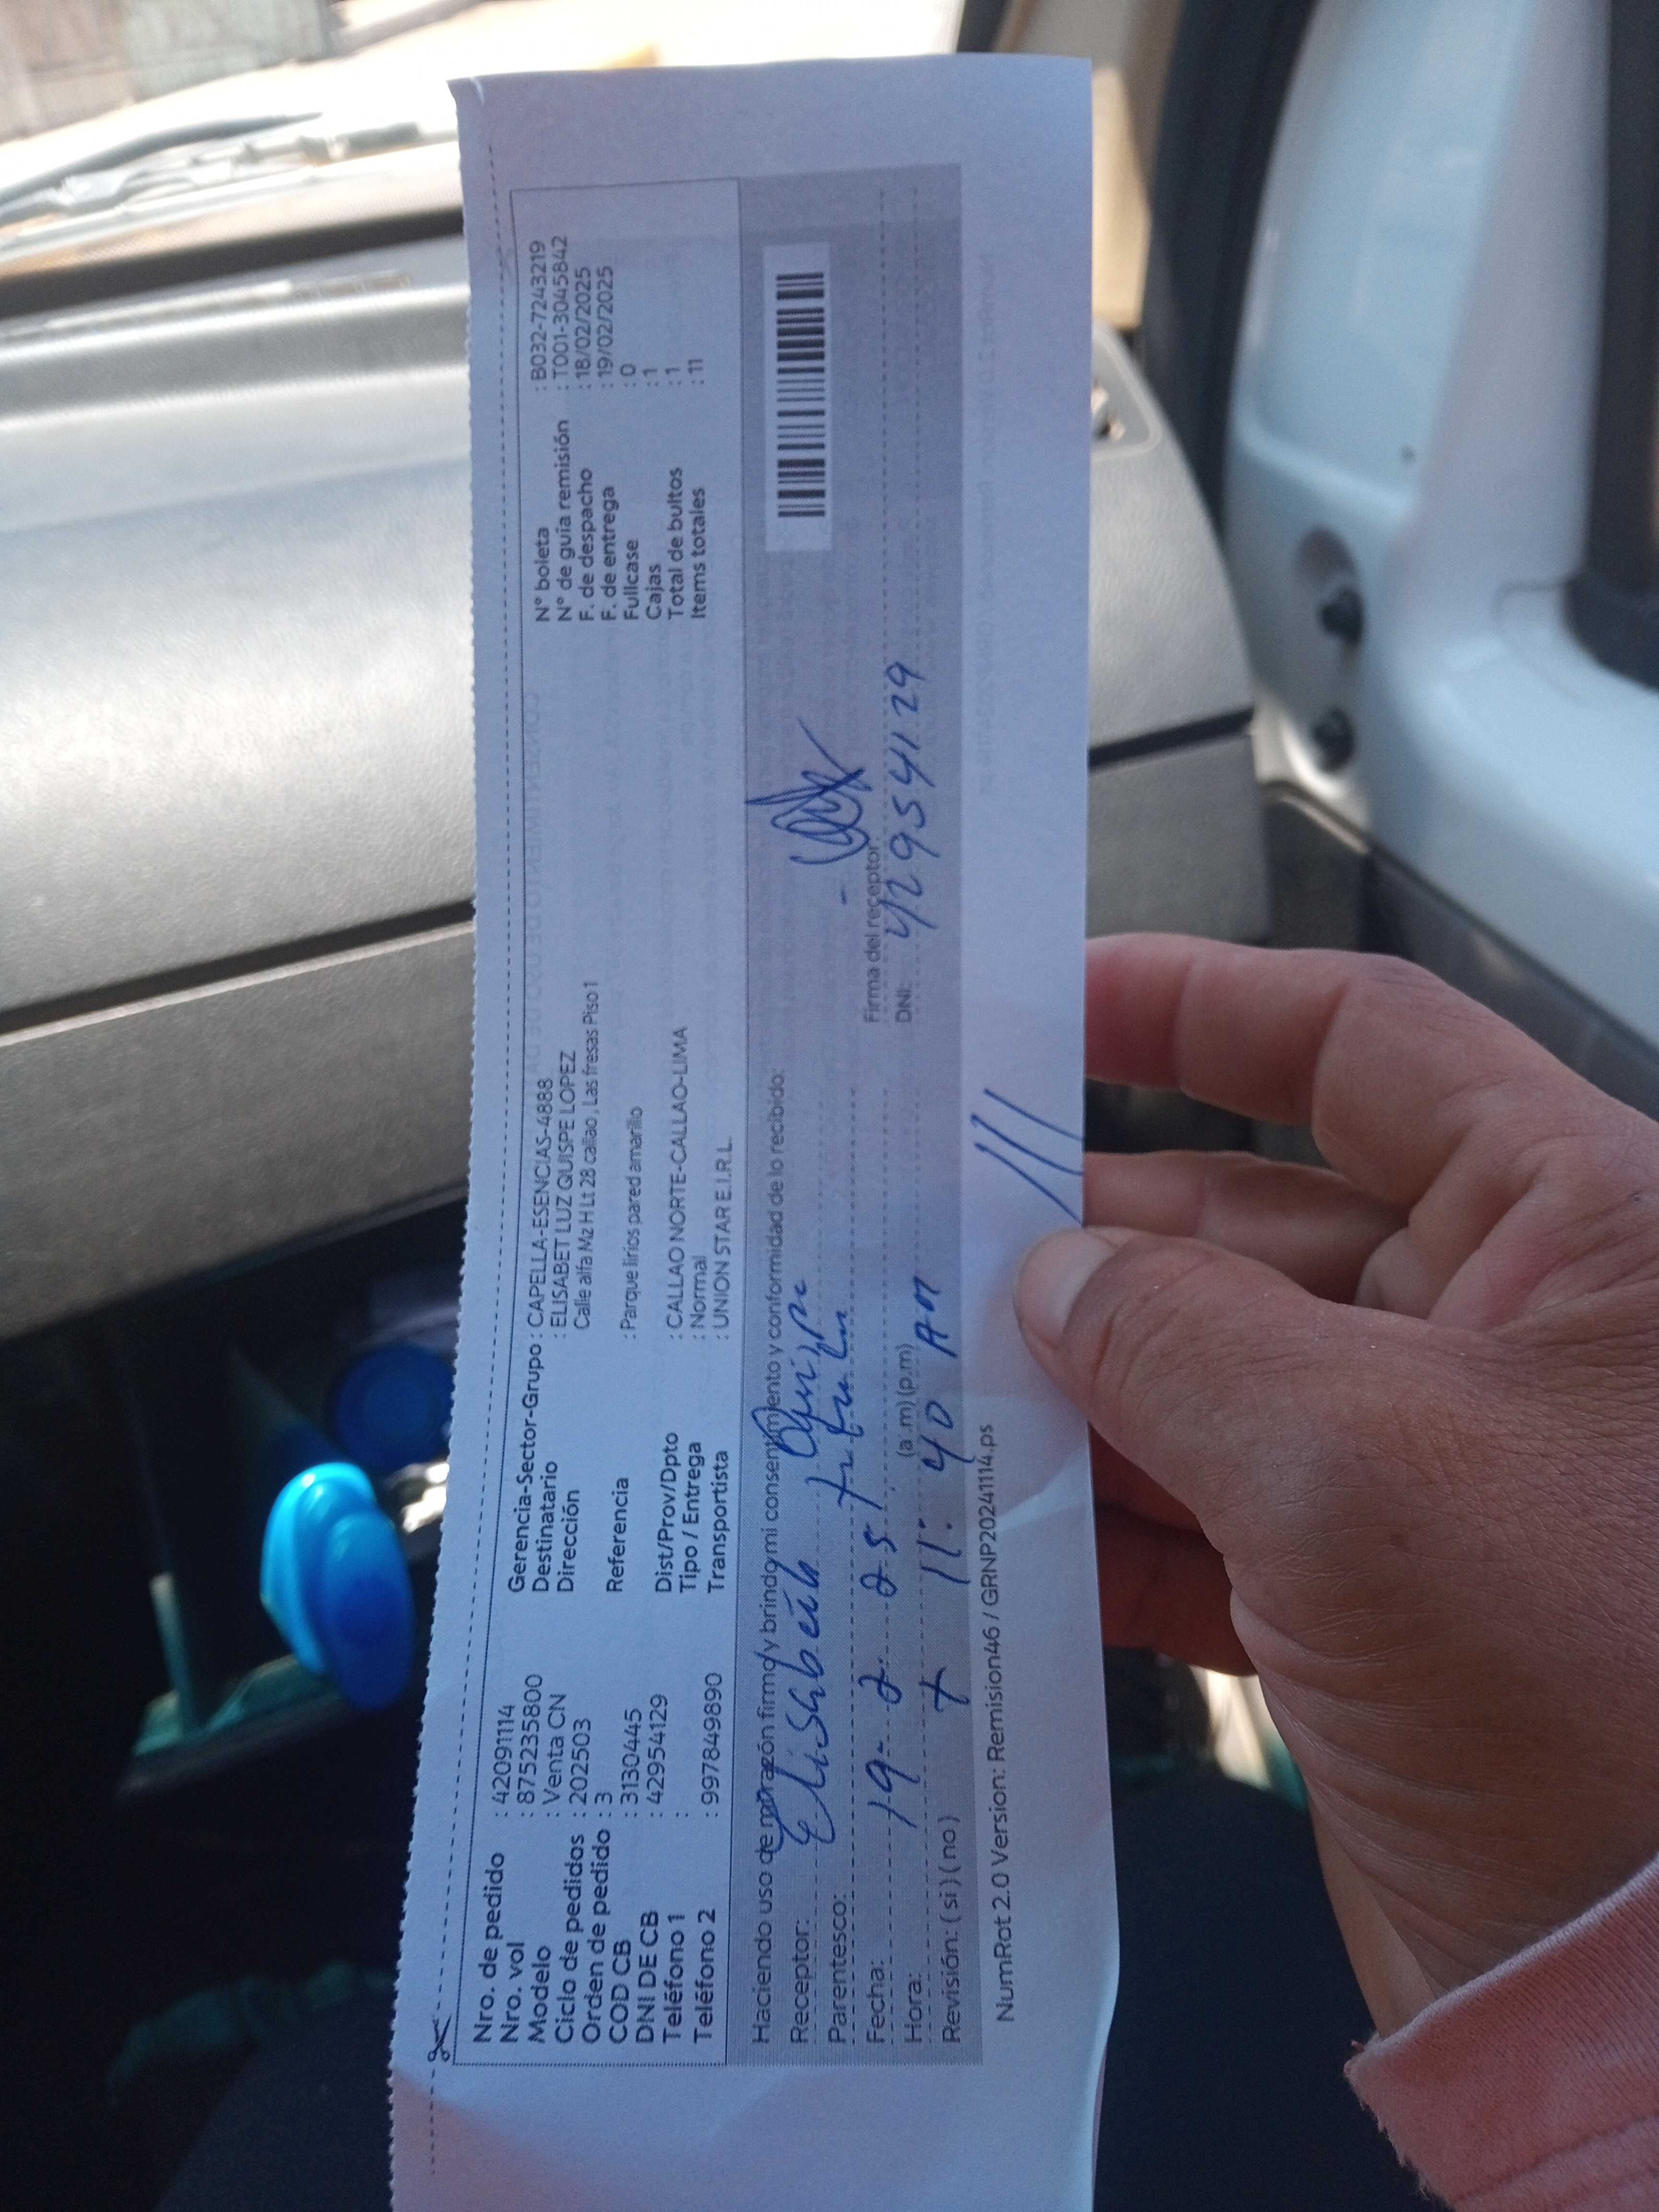 Nro. de pedido : 42091114
Nro. vol : 875235800
Modelo : Venta CN
Ciclo de pedidos : 202503
Orden de pedido : 3
COD CB : 3130445
DNI DE CB : 42954129
Teléfono 1 :
Teléfono 2 : 997849890
Gerencia-Sector-Grupo : CAPELLA-ESENCIAS-4888
Destinatario : ELISABET LUZ QUISPE LOPEZ
Dirección Calle alfa Mz H Lt 28 callao , Las fresas Piso 1
Referencia : Parque lirios pared amarillo
Dist/Prov/Dpto : CALLAO NORTE-CALLAO-LIMA
Tipo / Entrega : Normal
Transportista : UNION STAR E.I.R.L.
N° boleta : B032-7243219
N° de guía remisión : T001-3045842
F. de despacho : 18/02/2025
F. de entrega : 19/02/2025
Fullcase : 0
Cajas : 1
Total de bultos : 1
Items totales : 11
Haciendo uso de mi razón firmo y brindo mi consentimiento y conformidad de lo recibido:
Receptor:
Parentesco:
Fecha: 19-2-25
Hora: 11:40 AM (a.m) (p.m)
Revisión: ( si ) ( no )
Firma del receptor
DNI: 42954129
NumRot 2.0 Version: Remision46 / GRNP20241114.ps